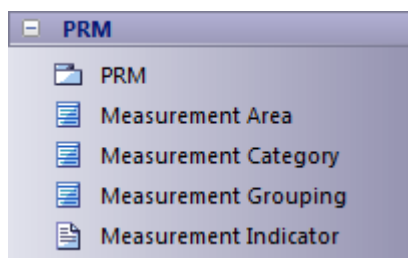 PRM
PRM
Measurement Area
Measurement Category
Measurement Grouping
Measurement Indicator